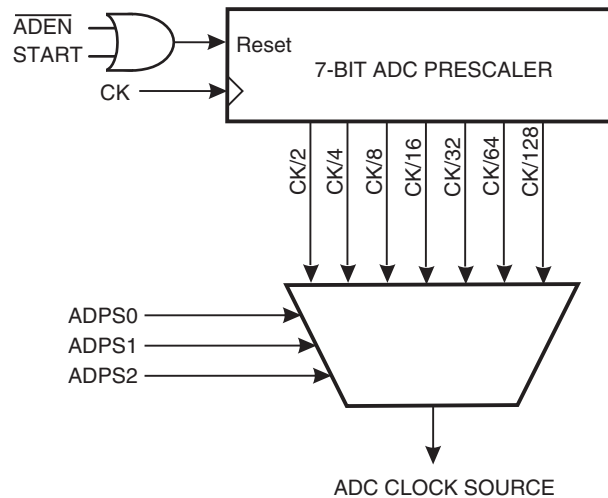 ADEN
START
Reset
7-BIT ADC PRESCALER
CK
CK/2
CK/4
CK/8
CK/16
CK/32
CK/64
CK/128
ADPS0
ADPS1
ADPS2
ADC CLOCK SOURCE